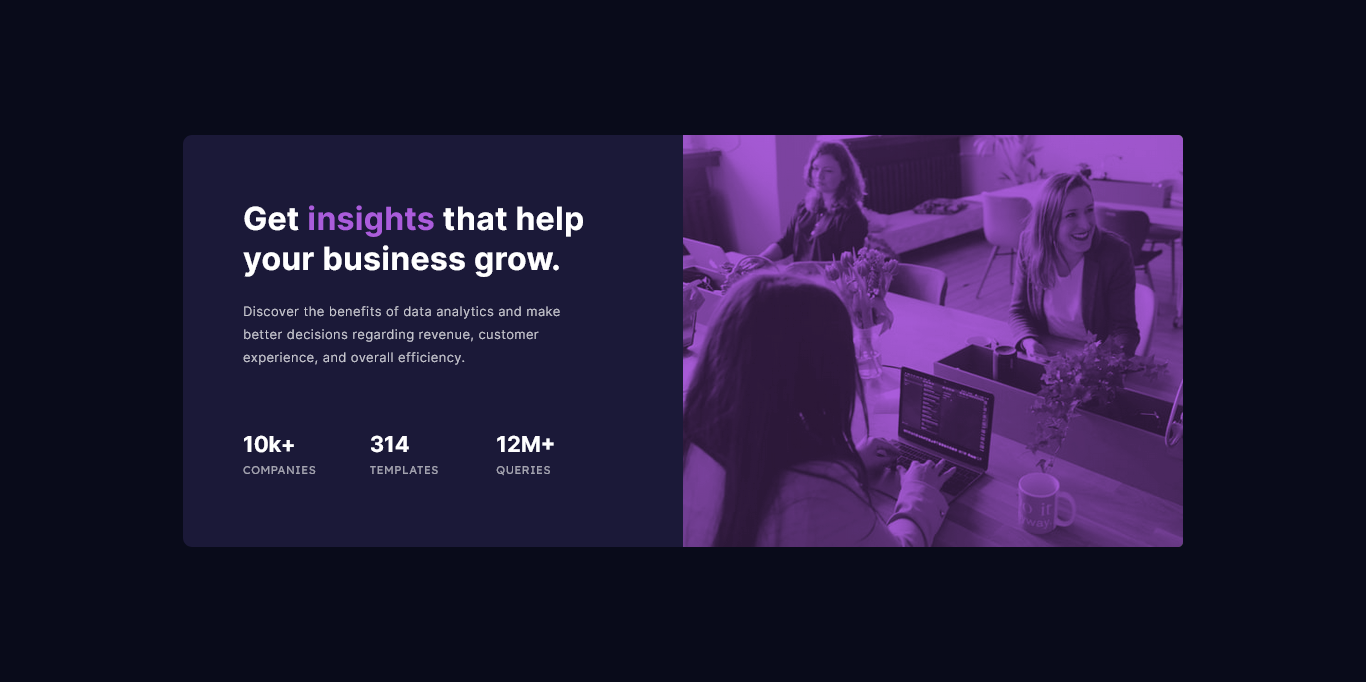 Get insights that help
your business grow.
Discover the benefits of data analytics and make
better decisions regarding revenue, customer
experience, and overall efficiency.
10k+ 314 12M+
COMPANIES TEMPLATES QUERIES